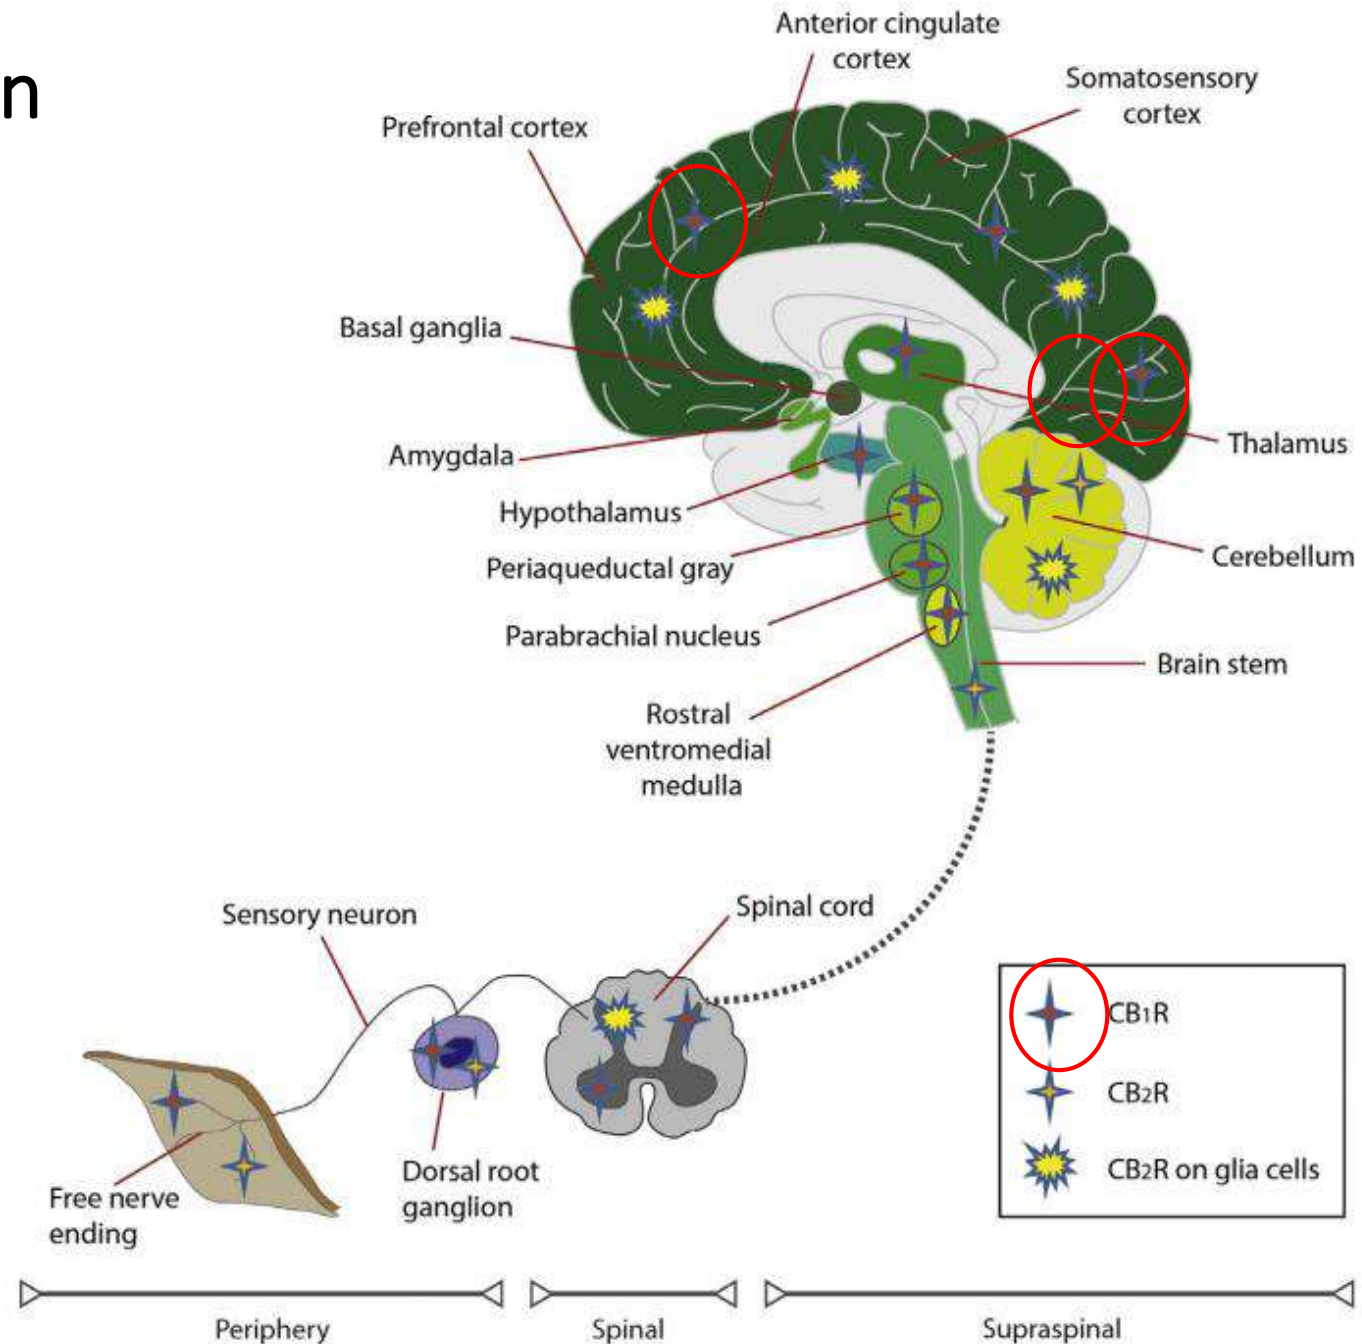 n
Anterior cingulate
cortex
Somatosensory
cortex
Prefrontal cortex
Basal ganglia
Amygdala
Thalamus
Hypothalamus
Cerebellum
Periaqueductal gray
Parabrachial nucleus
Brain stem
Rostral
ventromedial
medulla
Sensory neuron
Spinal cord
CB1R
CB2R
CB2R on glia cells
Dorsal root
ganglion
Free nerve
ending
Periphery
Spinal
Supraspinal